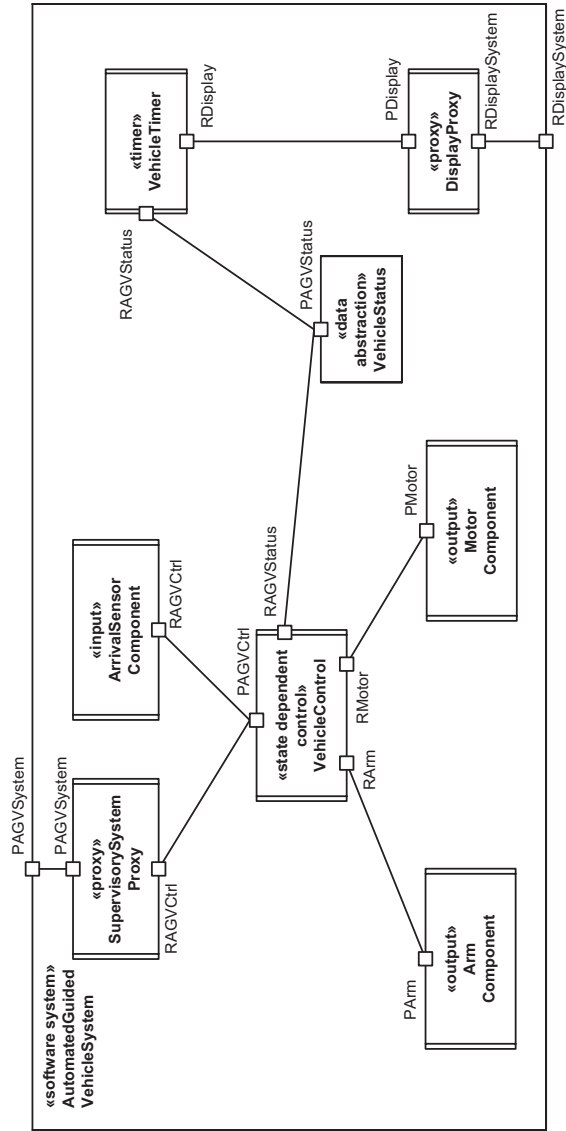 «software system»
AutomatedGuided
VehicleSystem
PAGVSystem
PAGVSystem
«proxy»
SupervisorySystem
Proxy
RAGVCtrl
«input»
ArrivalSensor
Component
RAGVCtrl
«timer»
VehicleTimer
RAGVStatus
RDisplay
PAGVCtrl
RAGVStatus
«state dependent
control»
VehicleControl
RArm
RMotor
PAGVStatus
«data
abstraction»
VehicleStatus
PArm
«output»
Arm
Component
PMotor
«output»
Motor
Component
PDisplay
«proxy»
DisplayProxy
RDisplaySystem
RDisplaySystem